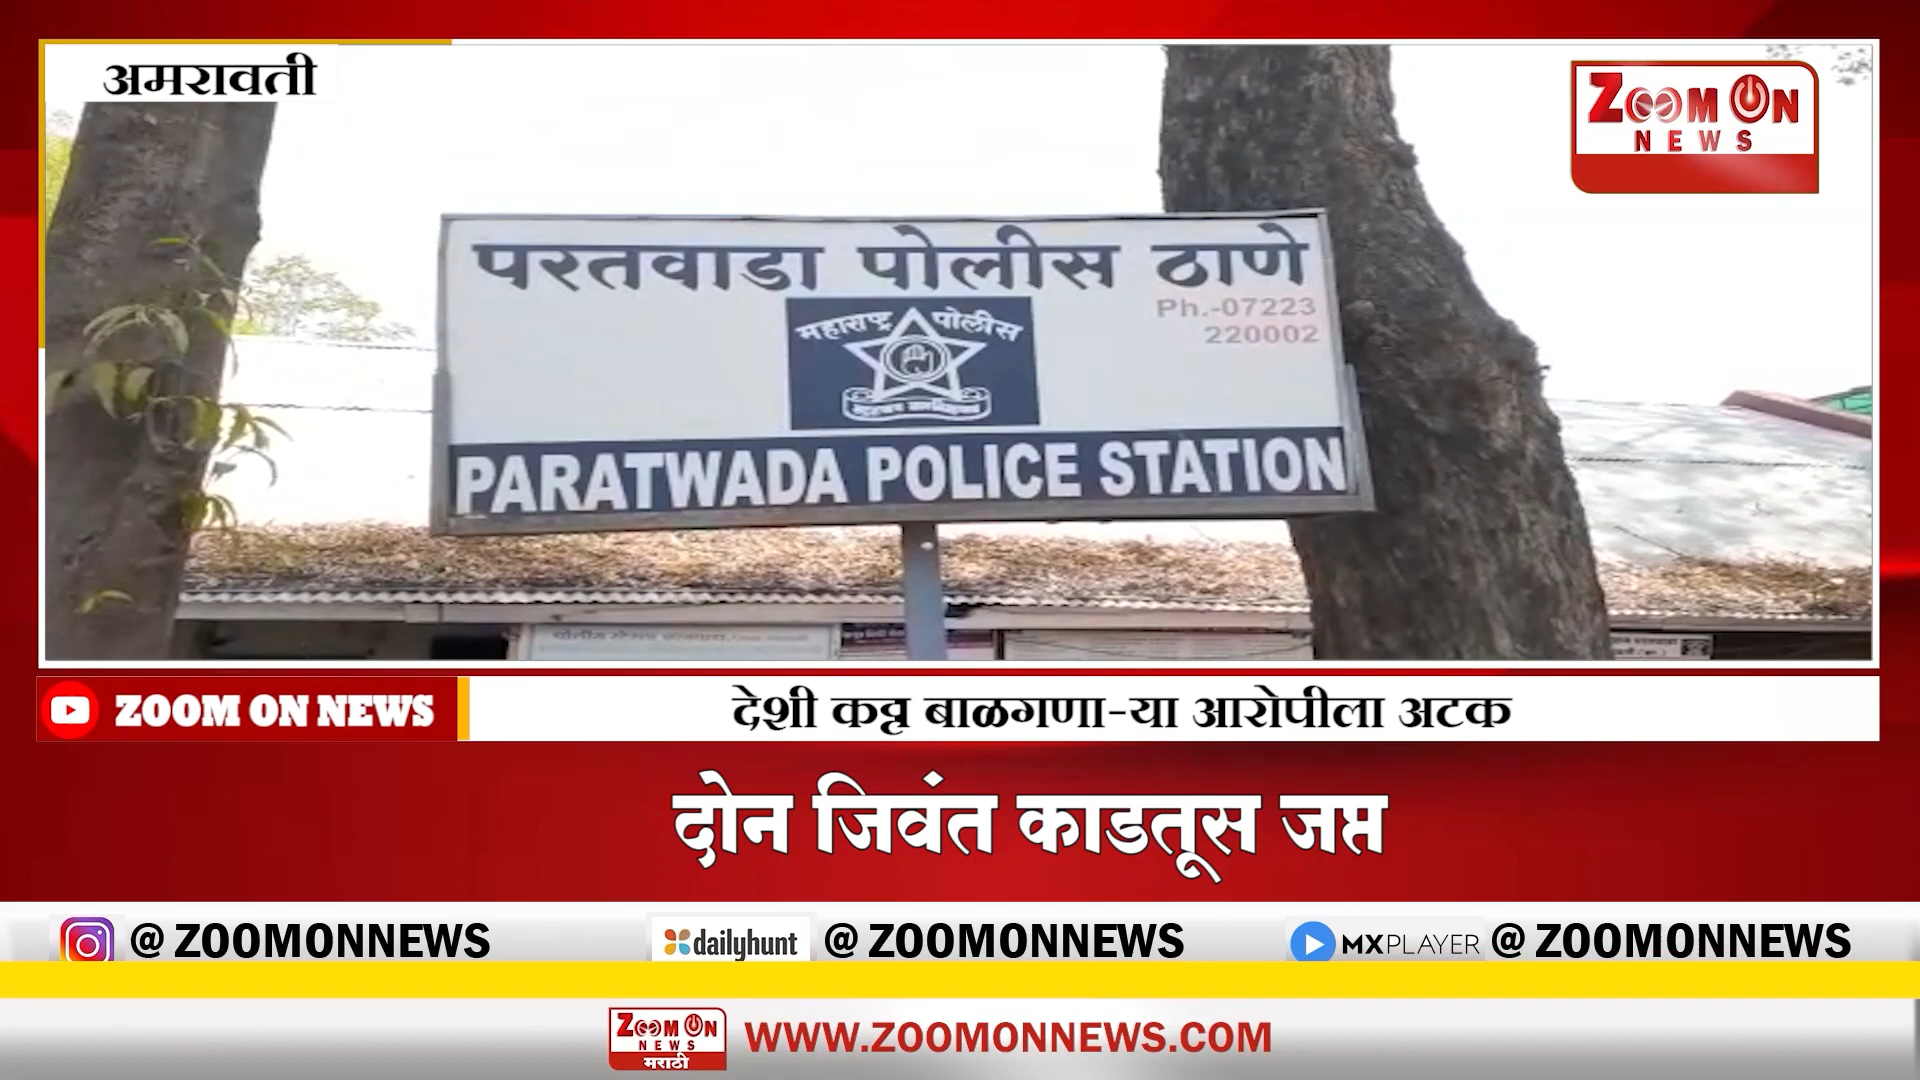 अमरावती
ZOOM ON
NEWS
परतवाडा पोलीस ठाणे
Ph.-07223
220002
महाराष्ट्र पोलीस
PARATWADA POLICE STATION
ZOOM ON NEWS
देशी कट्टा बाळगणा-या आरोपीला अटक
दोन जिवंत काडतूस जप्त
@ ZOOMONNEWS
dailyhunt @ ZOOMONNEWS
MXPLAYER @ ZOOMONNEWS
ZOOM ON
NEWS
मराठी
WWW.ZOOMONNEWS.COM